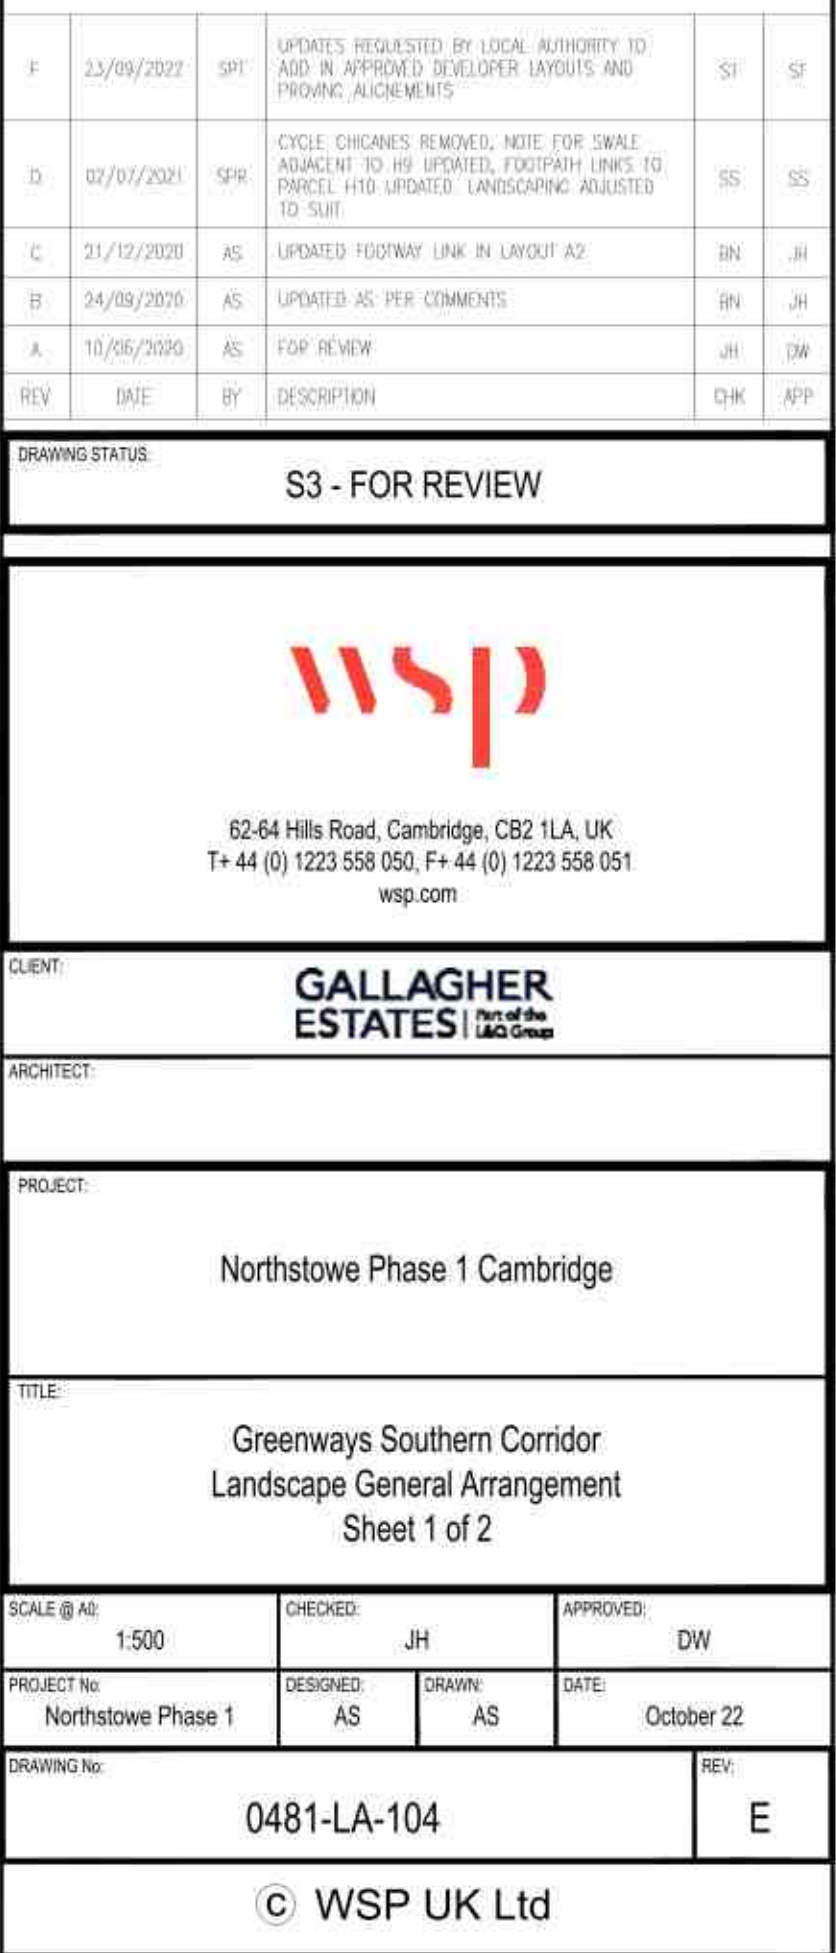 F 23/09/2022 SPT UPDATES REQUESTED BY LOCAL AUTHORITY TO ST SF
ADD IN APPROVED DEVELOPER LAYOUTS AND
PROVING ALIGNEMENTS
D 02/07/2021 SPR CYCLE CHICANES REMOVED, NOTE FOR SWALE SS SS
ADJACENT TO H9 UPDATED, FOOTPATH LINKS TO
PARCEL H10 UPDATED. LANDSCAPING ADJUSTED
TO SUIT
C 21/12/2020 AS UPDATED FOOTWAY LINK IN LAYOUT A2 BN JH
B 24/09/2020 AS UPDATED AS PER COMMENTS BN JH
A 10/06/2020 AS FOR REVIEW JH DW
REV DATE BY DESCRIPTION CHK APP
DRAWING STATUS:
S3 - FOR REVIEW
wsp
62-64 Hills Road, Cambridge, CB2 1LA, UK
T+ 44 (0) 1223 558 050, F+ 44 (0) 1223 558 051
wsp.com
CLIENT:
GALLAGHER
ESTATES | Part of the
L&Q Group
ARCHITECT:
PROJECT:
Northstowe Phase 1 Cambridge
TITLE:
Greenways Southern Corridor
Landscape General Arrangement
Sheet 1 of 2
SCALE @ A0: CHECKED: APPROVED:
1:500 JH DW
PROJECT No: DESIGNED: DRAWN: DATE:
Northstowe Phase 1 AS AS October 22
DRAWING No: REV:
0481-LA-104 E
© WSP UK Ltd